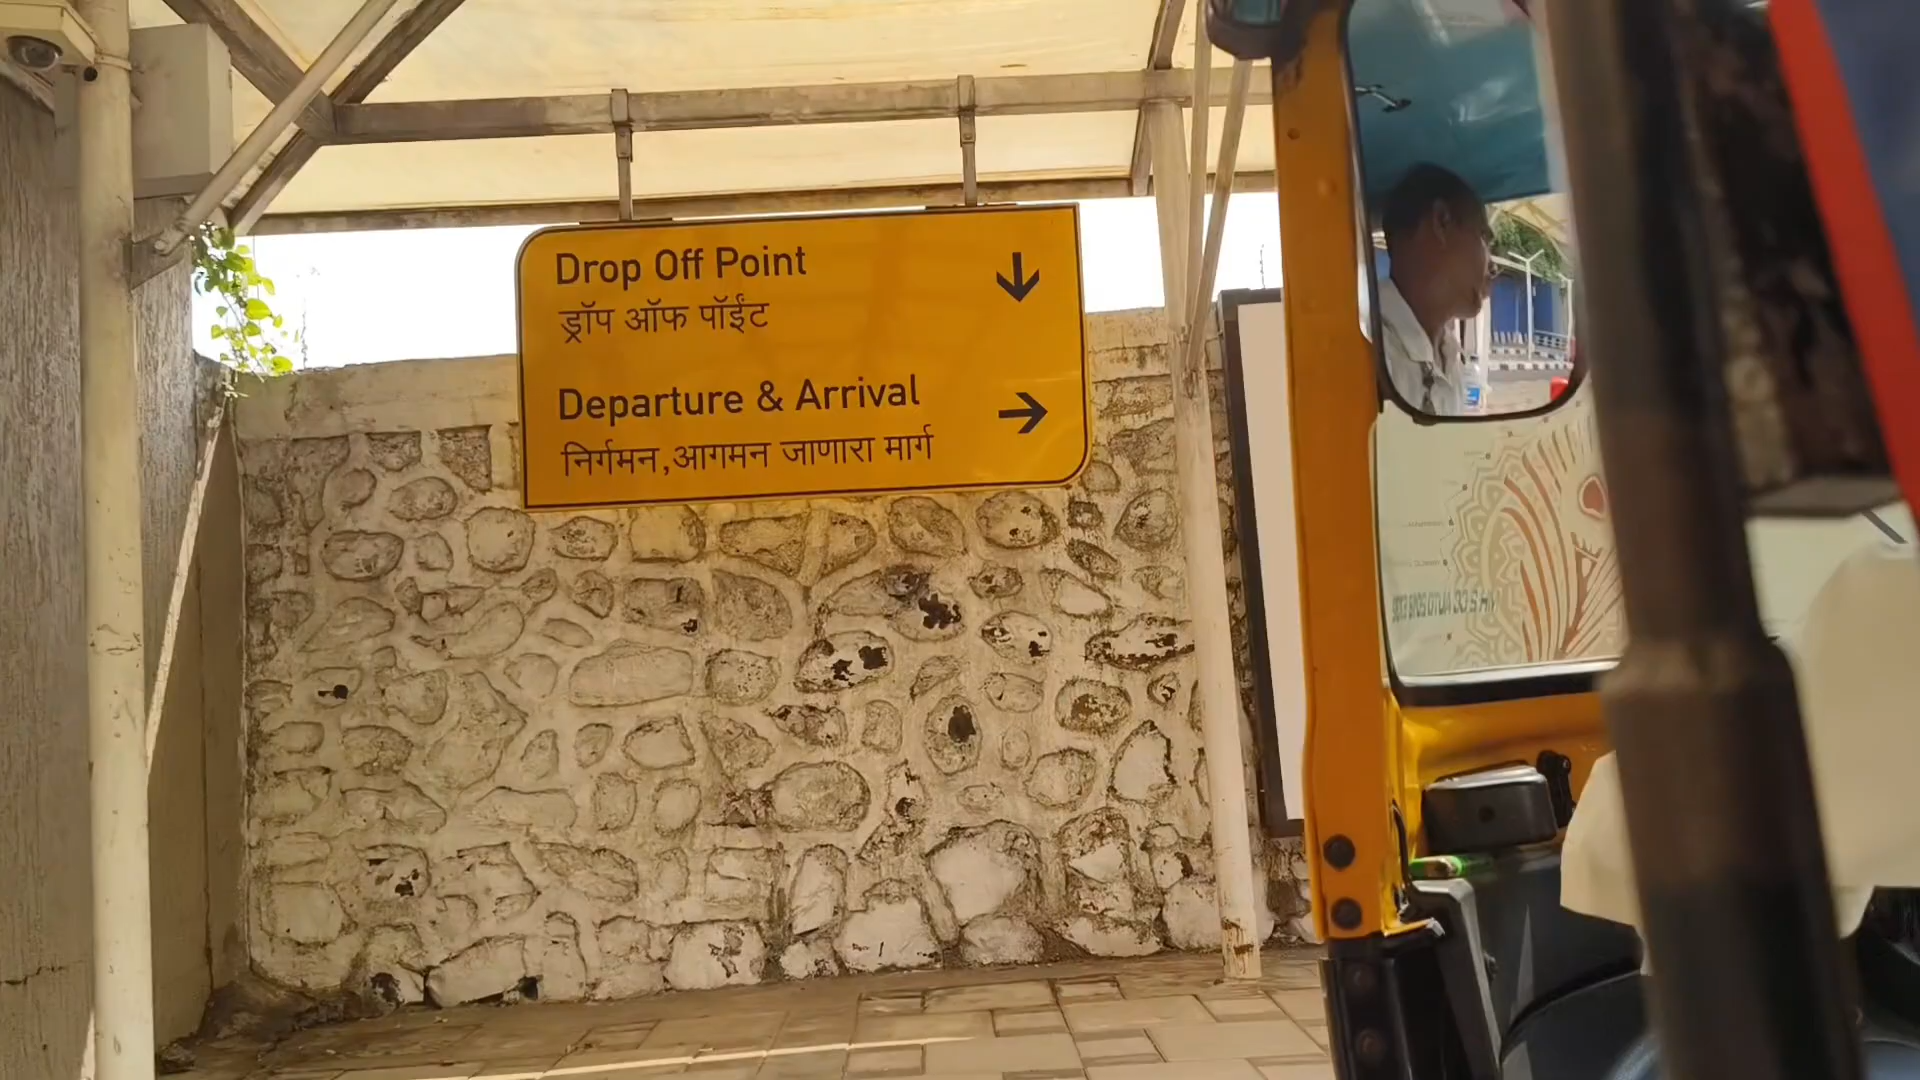 Drop Off Point
ड्रॉप ऑफ पॉईंट
Departure & Arrival
निर्गमन,आगमन जाणारा मार्ग